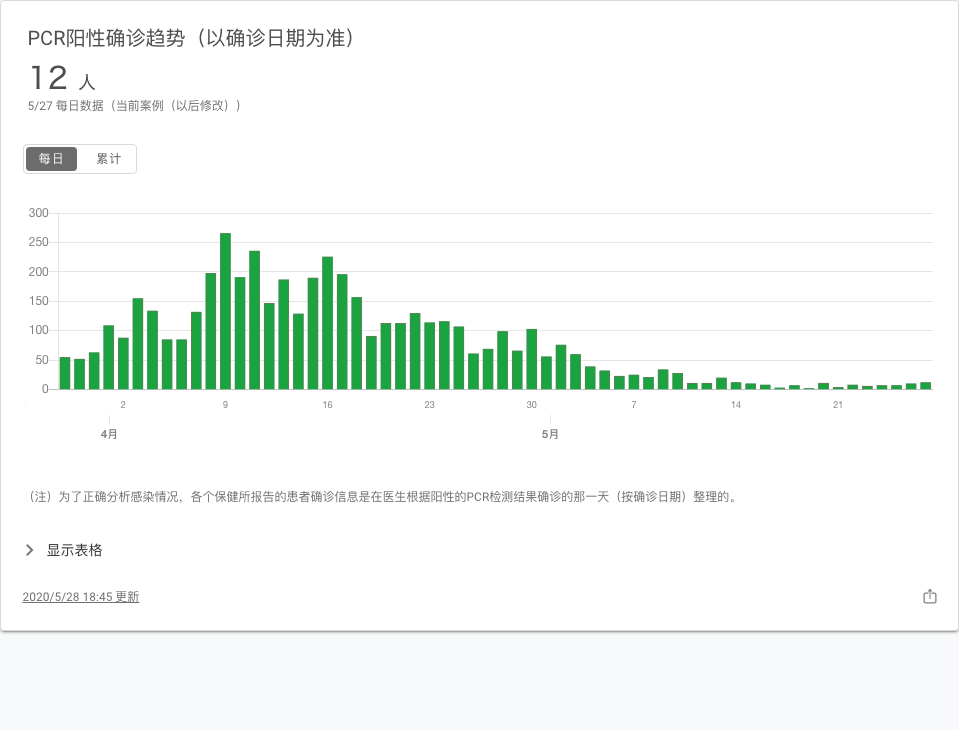 PCR阳性确诊趋势（以确诊日期为准）
12 人
5/27 每日数据（当前案例（以后修改））
每日 累计
300
250
200
150
100
50
0
2 9 16 23 30 7 14 21
4月 5月
（注）为了正确分析感染情况，各个保健所报告的患者确诊信息是在医生根据阳性的PCR检测结果确诊的那一天（按确诊日期）整理的。
显示表格
2020/5/28 18:45 更新